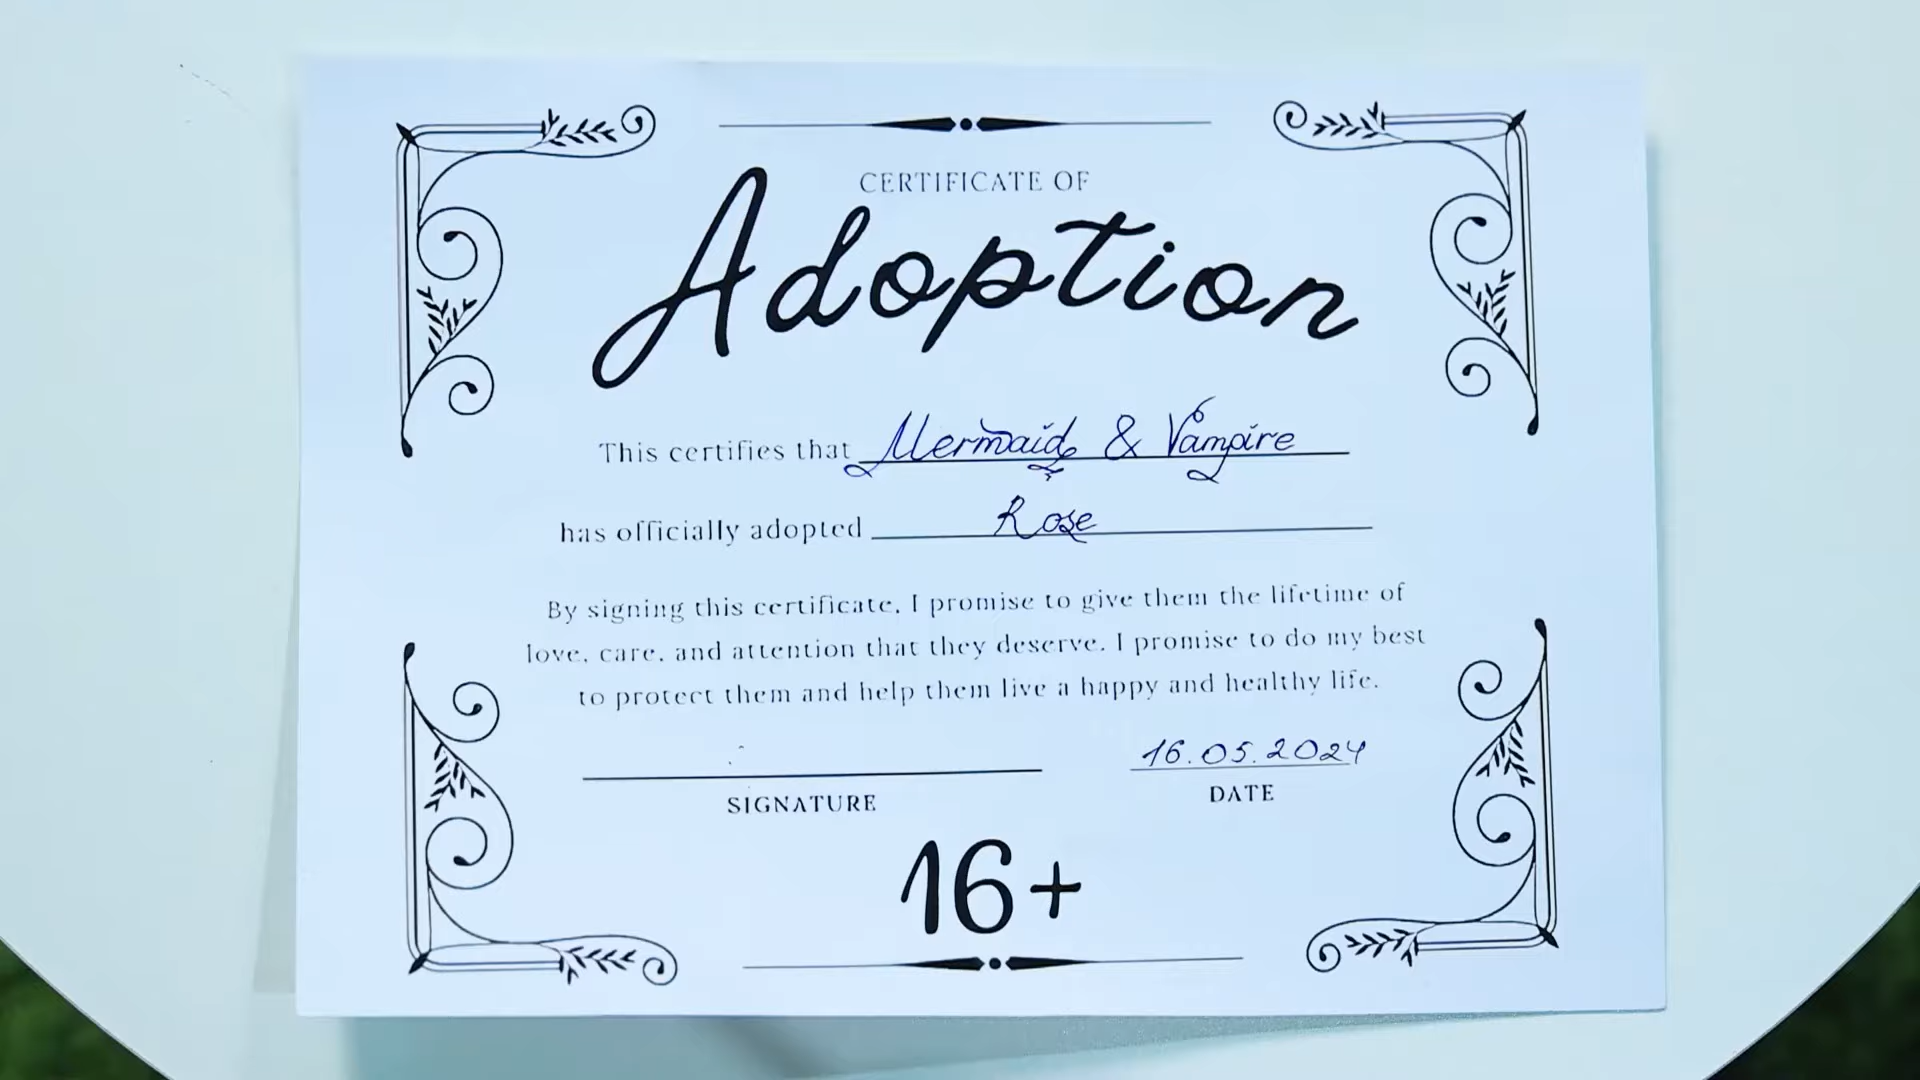 CERTIFICATE OF
Adoption
This certifies that Mermaid & Vampire
has officially adopted Rose
By signing this certificate, I promise to give them the lifetime of
love, care, and attention that they deserve. I promise to do my best
to protect them and help them live a happy and healthy life.
16.05.2024
SIGNATURE DATE
16+